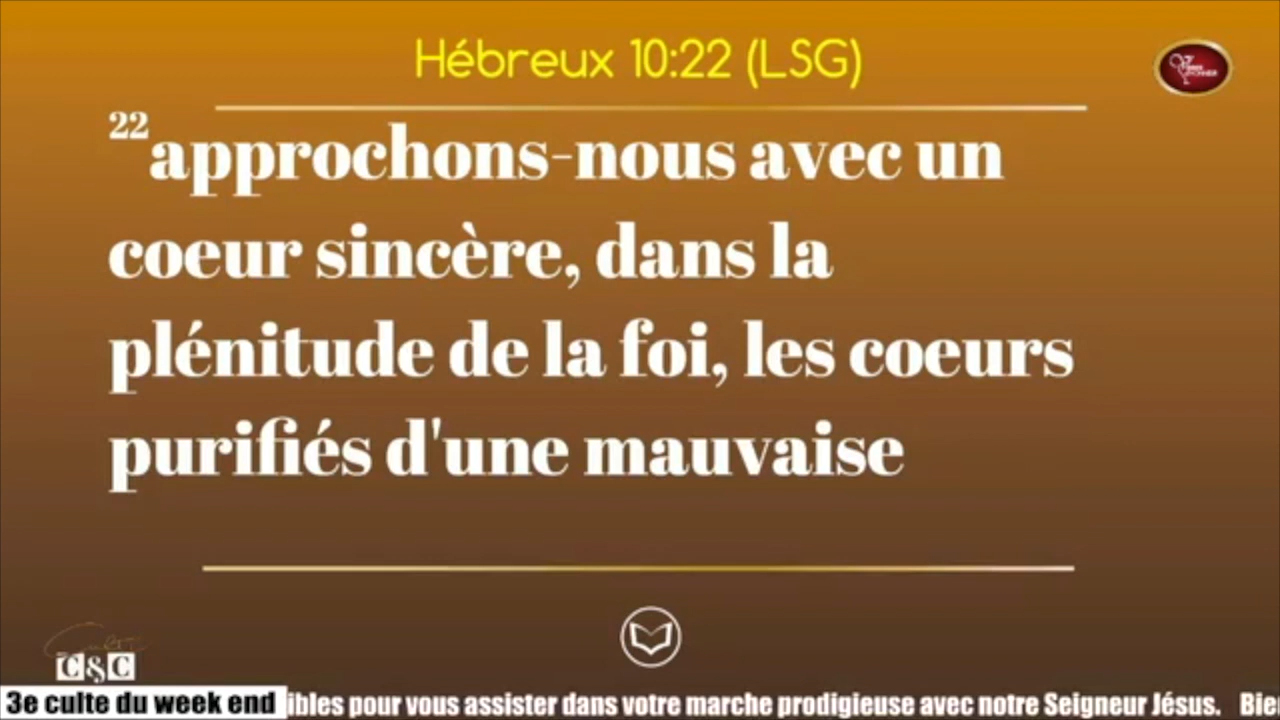 Hébreux 10:22 (LSG)
22approchons-nous avec un
coeur sincère, dans la
plénitude de la foi, les coeurs
purifiés d'une mauvaise
Culte
C&C
3e culte du week end ibles pour vous assister dans votre marche prodigieuse avec notre Seigneur Jésus. Bie